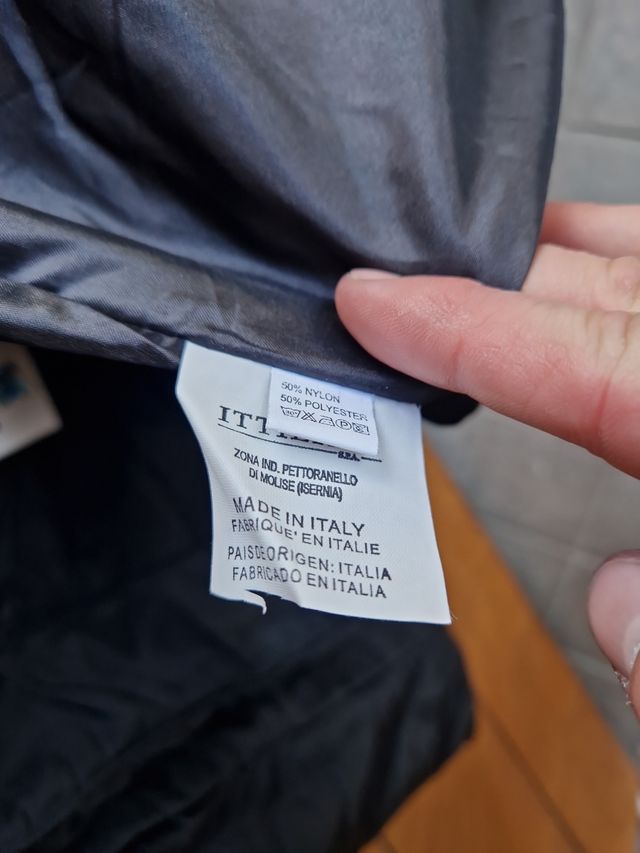 50% NYLON
50% POLYESTER
30°
S.P.A.
ZONA IND. PETTORANELLO
DI MOLISE (ISERNIA)
MADE IN ITALY
FABRIQUE' EN ITALIE
PAIS DE ORIGEN: ITALIA
FABRICADO EN ITALIA